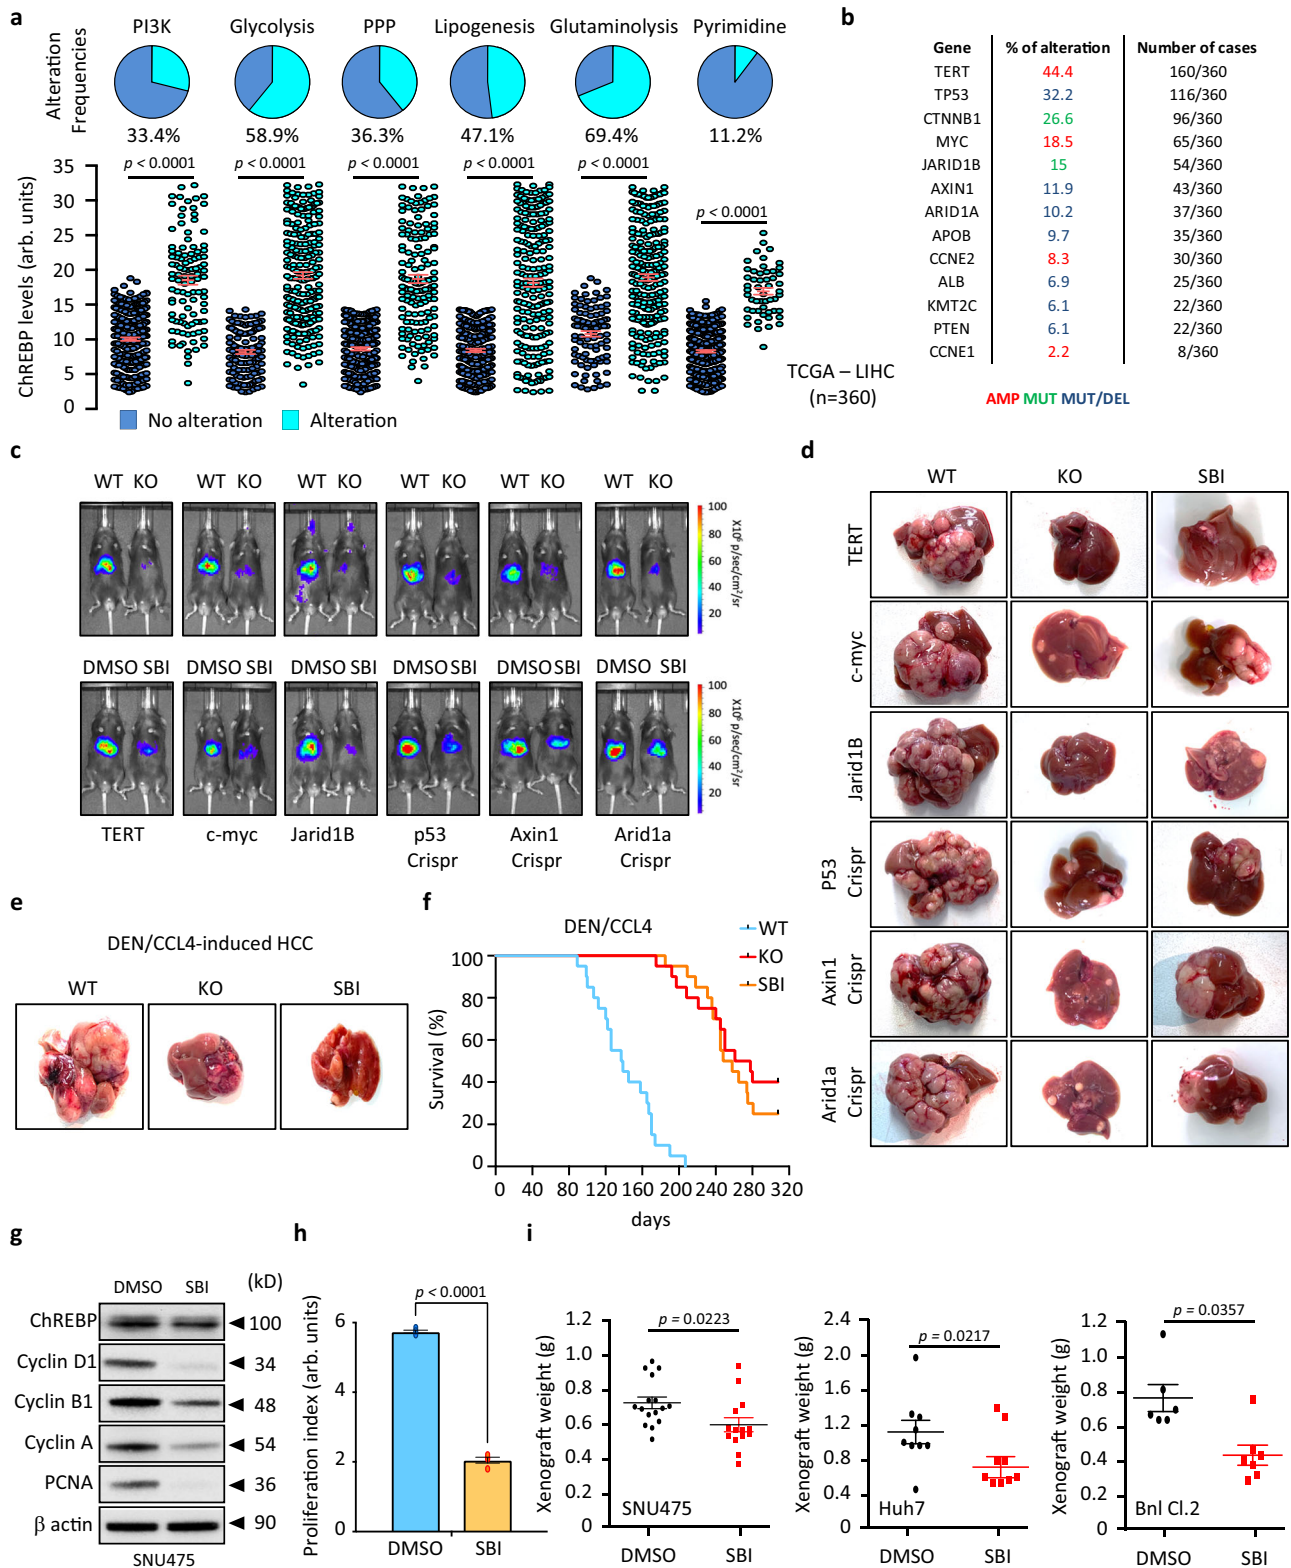 a
PI3K Glycolysis PPP Lipogenesis Glutaminolysis Pyrimidine
Alteration
Frequencies
33.4% 58.9% 36.3% 47.1% 69.4% 11.2%
p < 0.0001 p < 0.0001 p < 0.0001 p < 0.0001 p < 0.0001
p < 0.0001
ChREBP levels (arb. units)
35
30
25
20
15
10
5
0
No alteration Alteration
TCGA – LIHC
(n=360)
b
Gene % of alteration Number of cases
TERT 44.4 160/360
TP53 32.2 116/360
CTNNB1 26.6 96/360
MYC 18.5 65/360
JARID1B 15 54/360
AXIN1 11.9 43/360
ARID1A 10.2 37/360
APOB 9.7 35/360
CCNE2 8.3 30/360
ALB 6.9 25/360
KMT2C 6.1 22/360
PTEN 6.1 22/360
CCNE1 2.2 8/360
AMP MUT MUT/DEL
c
WT KO WT KO WT KO WT KO WT KO WT KO
100
80
60
40
20
X10⁶ p/sec/cm²/sr
DMSO SBI DMSO SBI DMSO SBI DMSO SBI DMSO SBI DMSO SBI
100
80
60
40
20
X10⁶ p/sec/cm²/sr
TERT c-myc Jarid1B p53 Axin1 Arid1a
Crispr Crispr Crispr
d
WT KO SBI
TERT
c-myc
Jarid1B
P53
Crispr
Axin1
Crispr
Arid1a
Crispr
e
DEN/CCL4-induced HCC
WT KO SBI
f
DEN/CCL4
WT
KO
SBI
Survival (%)
100
80
60
40
20
0
0 40 80 120 160 200 240 280 320
days
g
DMSO SBI (kD)
ChREBP 100
Cyclin D1 34
Cyclin B1 48
Cyclin A 54
PCNA 36
β actin 90
SNU475
h
p < 0.0001
Proliferation index (arb. units)
6
4
2
0
DMSO SBI
i
Xenograft weight (g)
1.2
1.0
0.8
0.6
0.4
0.2
0
p = 0.0223
SNU475
DMSO SBI
Xenograft weight (g)
2.4
2.0
1.6
1.2
0.8
0.4
0
p = 0.0217
Huh7
DMSO SBI
Xenograft weight (g)
1.2
1.0
0.8
0.6
0.4
0.2
0
p = 0.0357
Bnl Cl.2
DMSO SBI